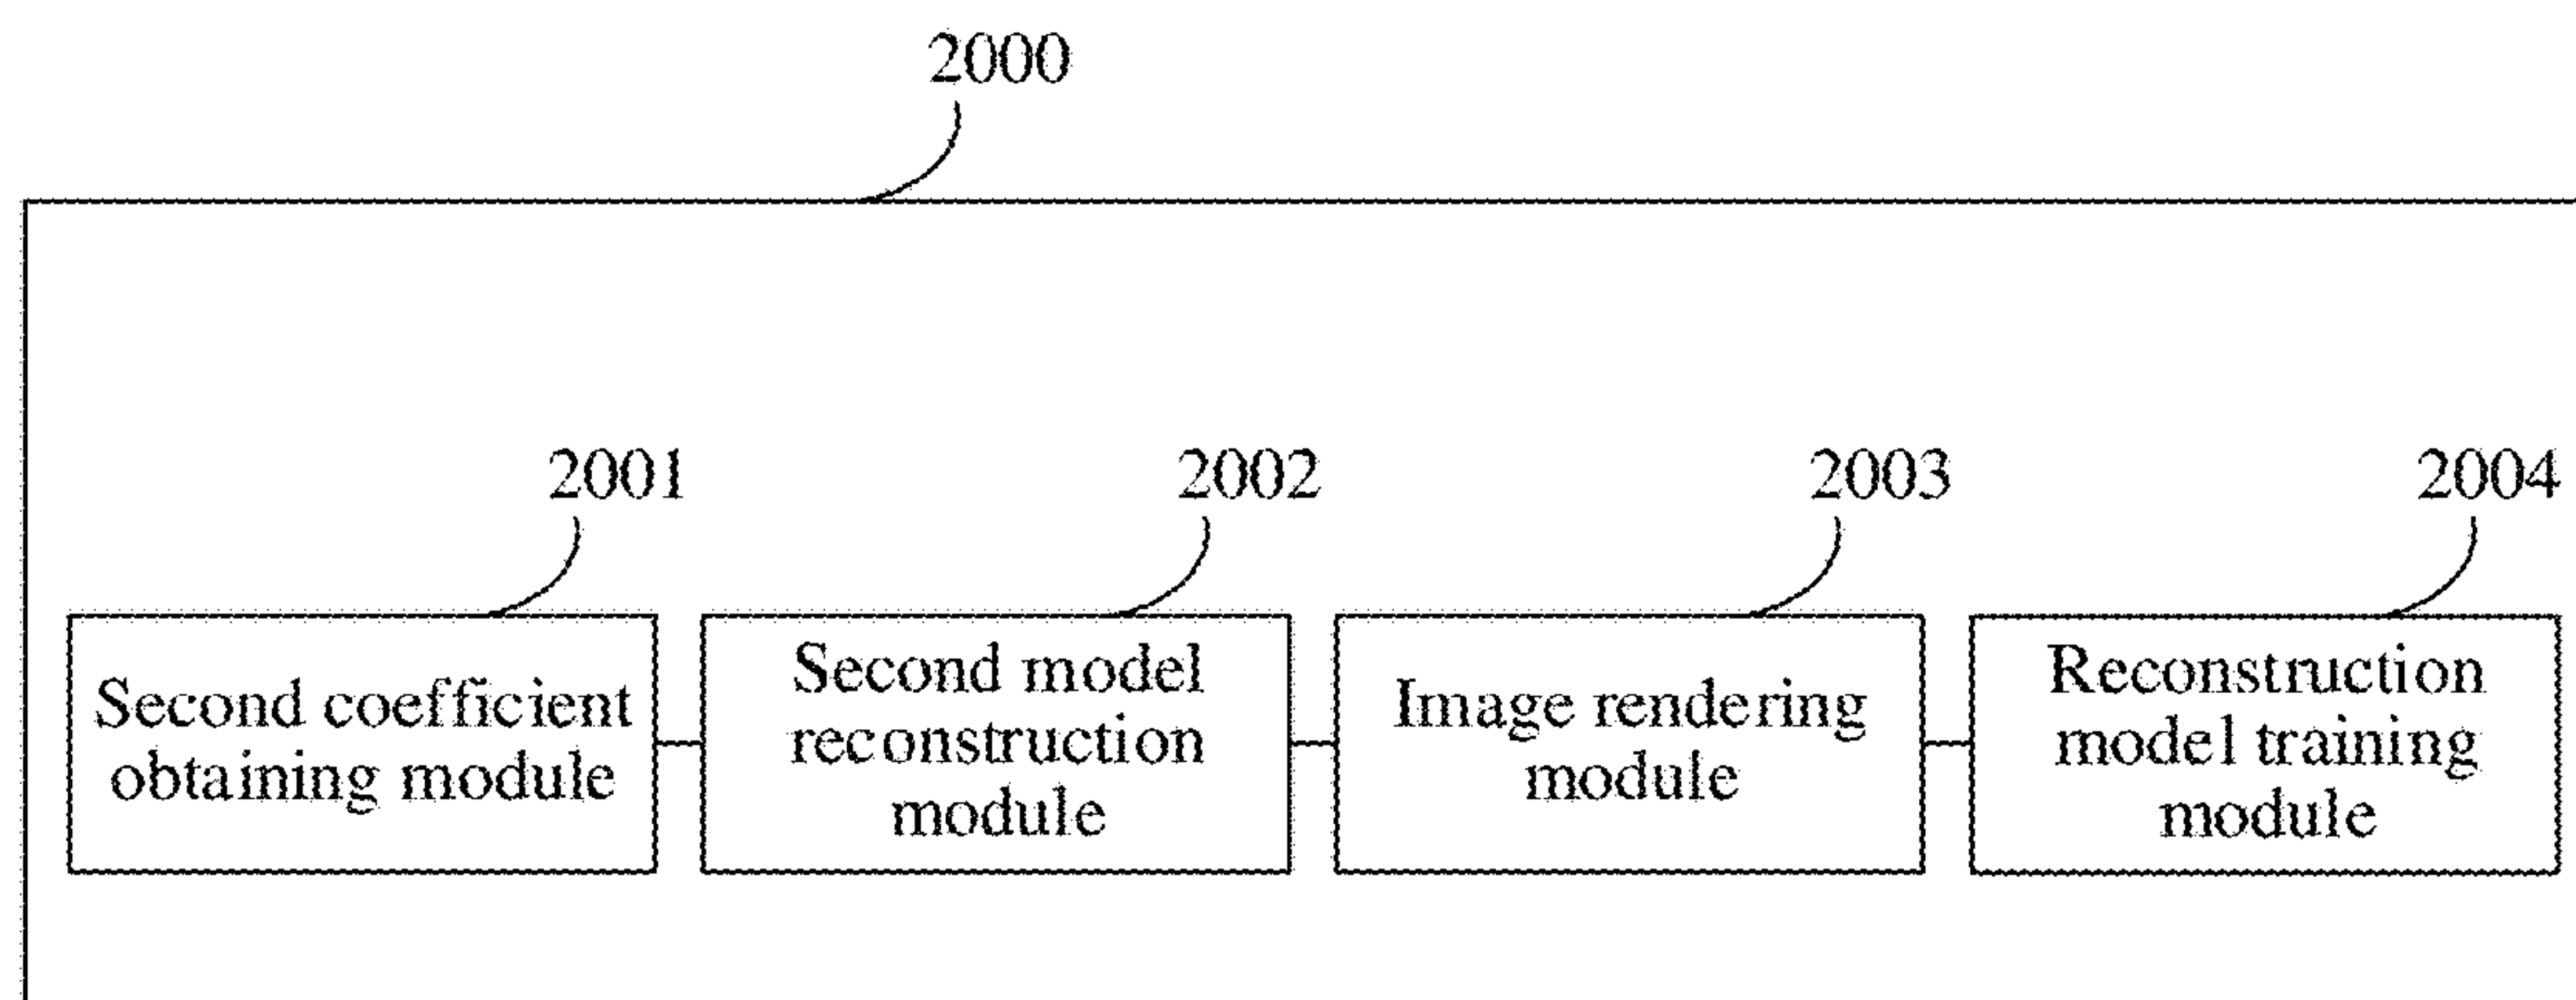 2000
2001
2002
2003
2004
Second coefficient
obtaining module
Second model
reconstruction
module
Image rendering
module
Reconstruction
model training
module